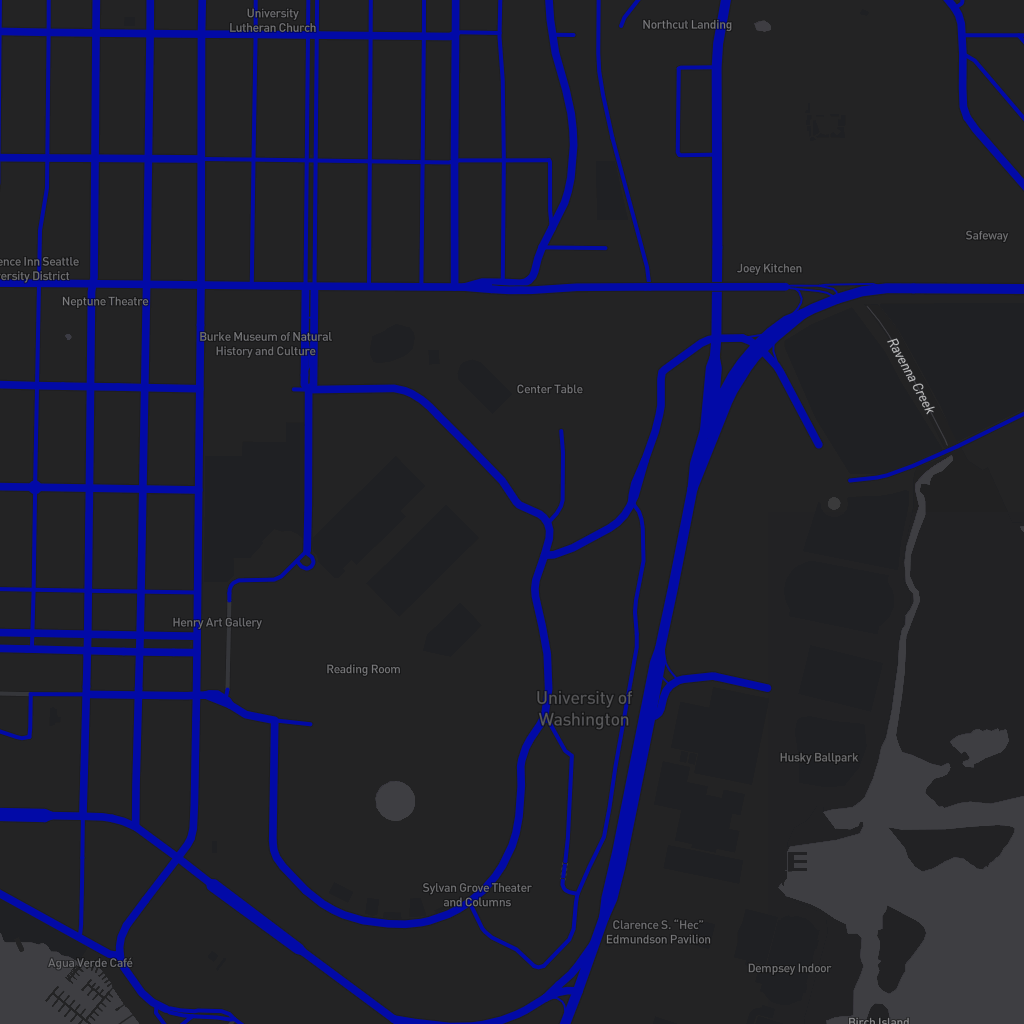 University
Lutheran Church
Northcut Landing
Safeway
ence Inn Seattle
ersity District
Joey Kitchen
Neptune Theatre
Burke Museum of Natural
History and Culture
Ravenna Creek
Center Table
Henry Art Gallery
Reading Room
University of
Washington
Husky Ballpark
Sylvan Grove Theater
and Columns
Clarence S. "Hec"
Edmundson Pavilion
Agua Verde Café
Dempsey Indoor
Birch Island